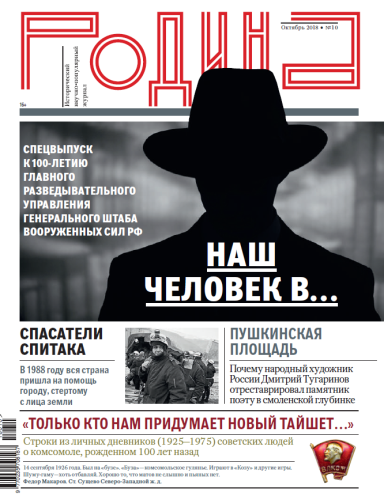 РОДИНА
Октябрь 2018 • №10
Исторический
научно-популярный
журнал
16+
СПЕЦВЫПУСК
К 100-ЛЕТИЮ
ГЛАВНОГО
РАЗВЕДЫВАТЕЛЬНОГО
УПРАВЛЕНИЯ
ГЕНЕРАЛЬНОГО ШТАБА
ВООРУЖЕННЫХ СИЛ РФ
НАШ
ЧЕЛОВЕК В...
СПАСАТЕЛИ
СПИТАКА
В 1988 году вся страна
пришла на помощь
городу, стертому
с лица земли
ПУШКИНСКАЯ
ПЛОЩАДЬ
Почему народный художник
России Дмитрий Тугаринов
отреставрировал памятник
поэту в смоленской глубинке
«ТОЛЬКО КТО НАМ ПРИДУМАЕТ НОВЫЙ ТАЙШЕТ...»
Строки из личных дневников (1925–1975) советских людей
о комсомоле, рожденном 100 лет назад
14 сентября 1926 года. Был на «бузе». «Буза» – комсомольское гулянье. Играют в «Козу» и другие игры.
Шуму-гаму – хоть отбавляй. Хорошо то, что матов не слышно и пьяных нет.
Федор Макаров. Ст. Сущево Северо-Западной ж. д.
ВЛКСМ